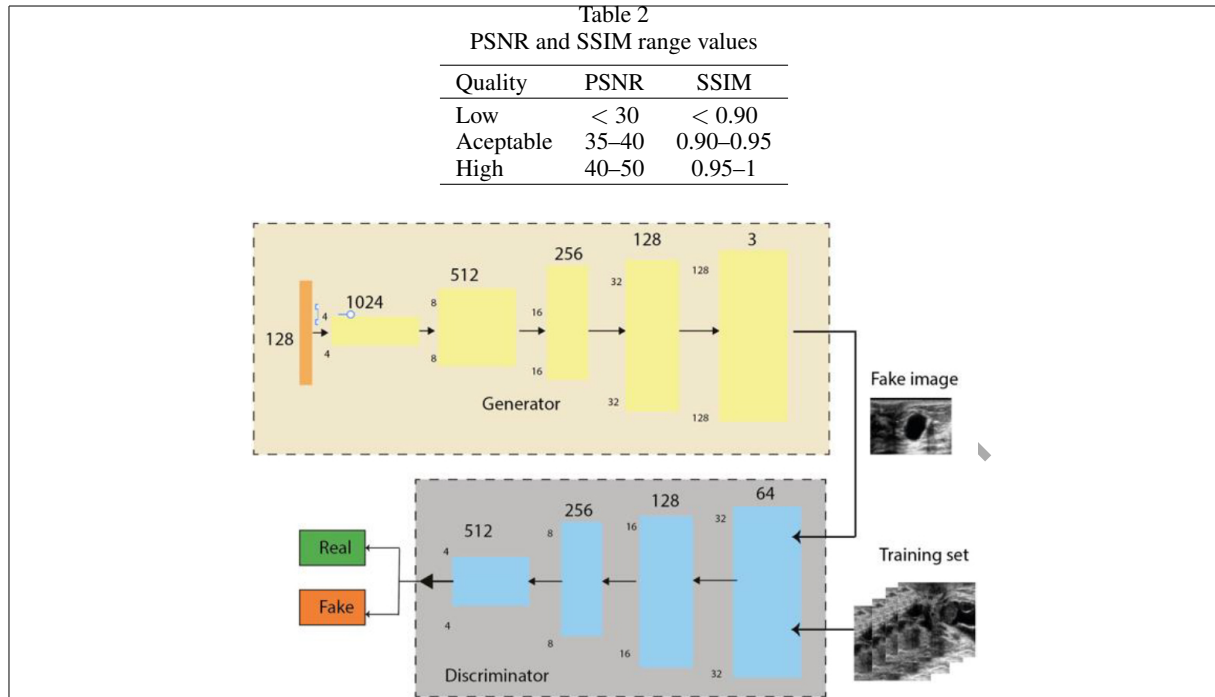 Table 2
PSNR and SSIM range values
Quality PSNR SSIM
Low < 30 < 0.90
Aceptable 35–40 0.90–0.95
High 40–50 0.95–1
128
4
4
1024
8
8
512
16
16
256
32
32
128
128
128
3
Generator
Fake image
Real
Fake
4
4
512
8
8
256
16
16
128
32
32
64
Discriminator
Training set